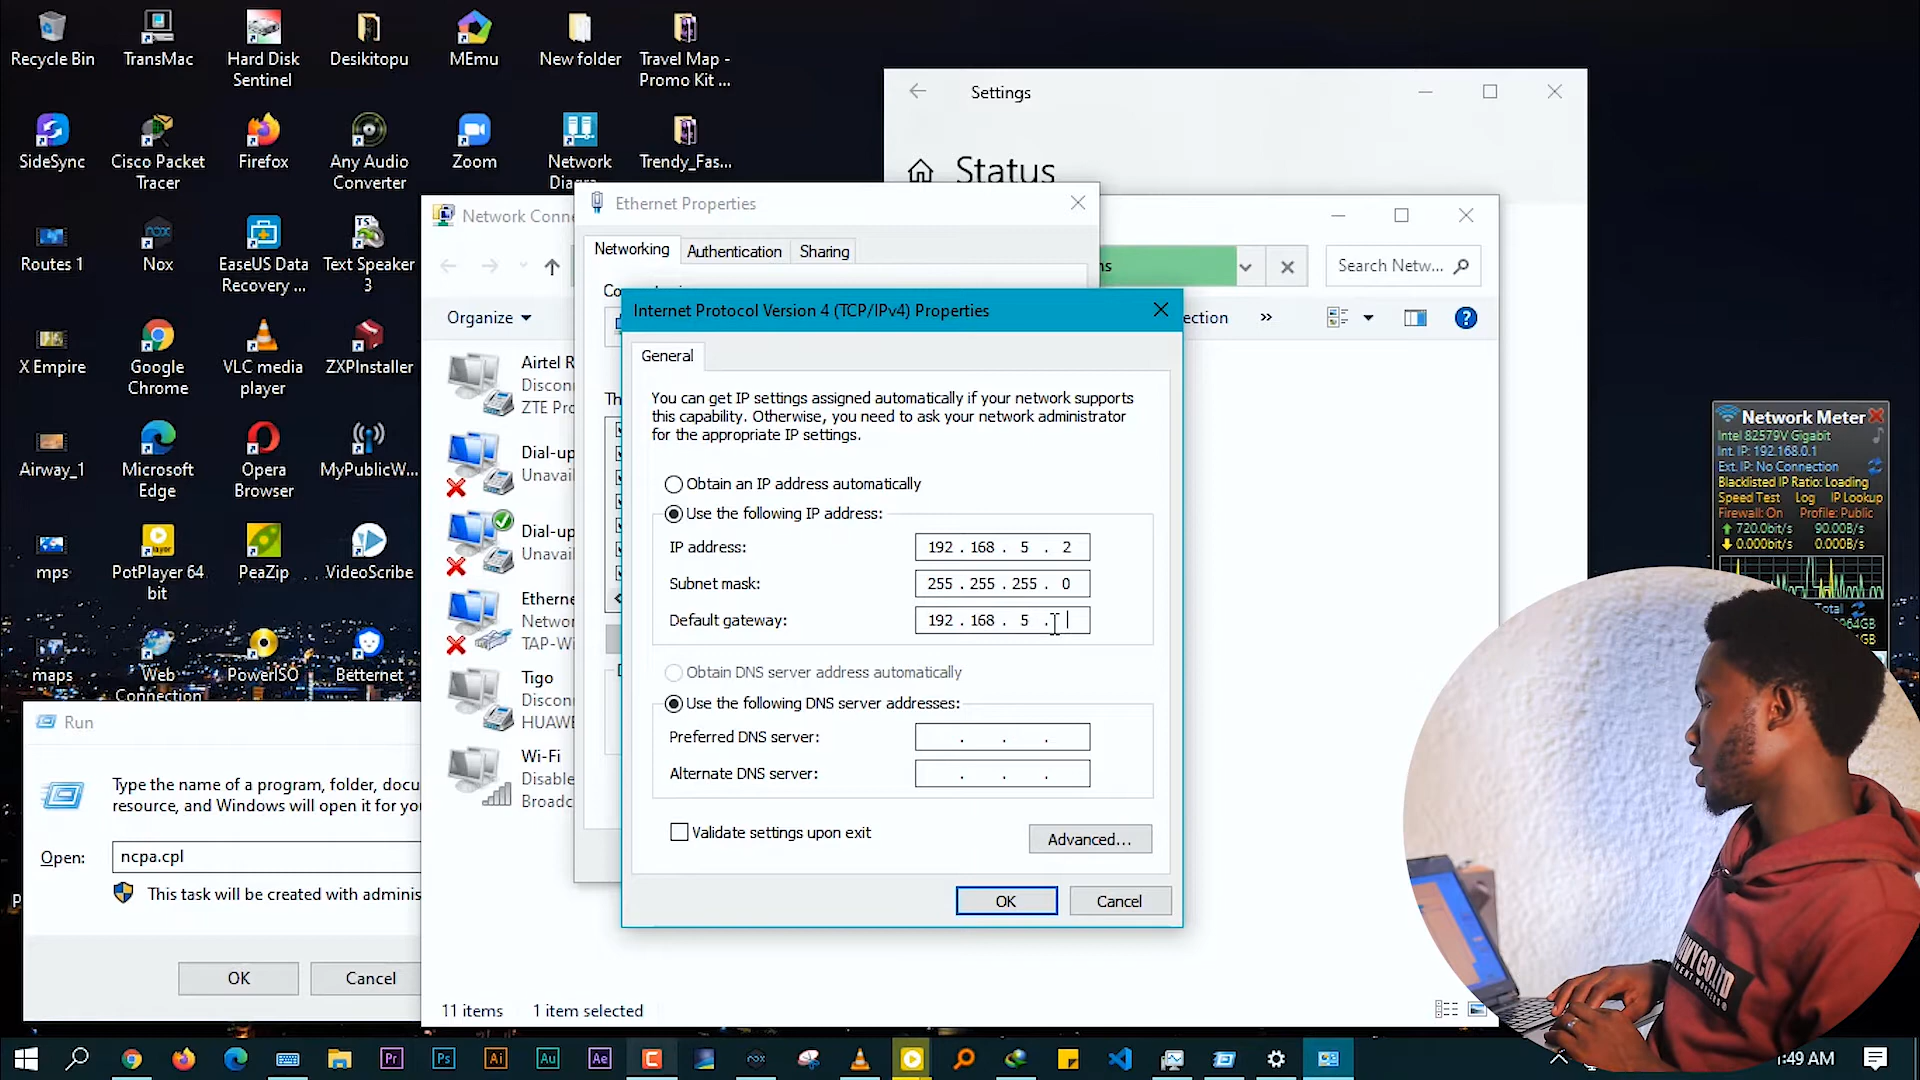 Recycle Bin
TransMac
Hard Disk
Sentinel
Desikitopu
MEmu
New folder
Travel Map -
Promo Kit ...
SideSync
Cisco Packet
Tracer
Firefox
Any Audio
Converter
Zoom
Network
Trendy_Fas...
Routes 1
Nox
EaseUS Data
Recovery ...
Text Speaker
3
X Empire
Google
Chrome
VLC media
player
ZXPInstaller
Airway_1
Microsoft
Edge
Opera
Browser
MyPublicW...
mps
PotPlayer 64
bit
PeaZip
VideoScribe
maps
Web
Connection
PowerISO
Betternet
Settings
Status
Network Conne
Search Netw...
Organize
Airtel R
Disconn
ZTE Pro
Dial-up
Unavail
Dial-up
Unavail
Etherne
Networ
TAP-Wi
Tigo
Disconn
HUAWE
Wi-Fi
Disable
Broadc
11 items
1 item selected
Ethernet Properties
Networking
Authentication
Sharing
Internet Protocol Version 4 (TCP/IPv4) Properties
General
You can get IP settings assigned automatically if your network supports
this capability. Otherwise, you need to ask your network administrator
for the appropriate IP settings.
Obtain an IP address automatically
Use the following IP address:
IP address:
192 . 168 . 5 . 2
Subnet mask:
255 . 255 . 255 . 0
Default gateway:
192 . 168 . 5 .
Obtain DNS server address automatically
Use the following DNS server addresses:
Preferred DNS server:
. . .
Alternate DNS server:
. . .
Validate settings upon exit
Advanced...
OK
Cancel
Run
Type the name of a program, folder, docu
resource, and Windows will open it for yo
Open:
ncpa.cpl
This task will be created with adminis
OK
Cancel
Network Meter
Intel 82579V Gigabit
Int. IP: 192.168.0.1
Ext. IP: No Connection
Blacklisted IP Ratio: Loading
Speed Test Log IP Lookup
Firewall: On Profile: Public
720.0bit/s 90.00B/s
0.000bit/s 0.000B/s
Total
Pr
Ps
Ai
Au
Ae
:49 AM